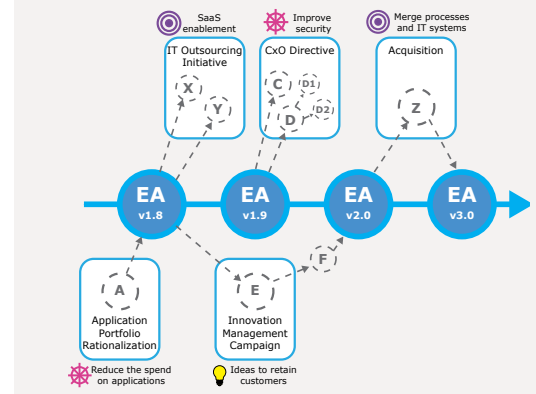 SaaS
enablement
Improve
security
Merge processes
and IT systems
IT Outsourcing
Initiative
X
Y
CxO Directive
C
D1
D
D2
Acquisition
Z
EA
v1.8
EA
v1.9
EA
v2.0
EA
v3.0
A
Application
Portfolio
Rationalization
E
Innovation
Management
Campaign
F
Reduce the spend
on applications
Ideas to retain
customers